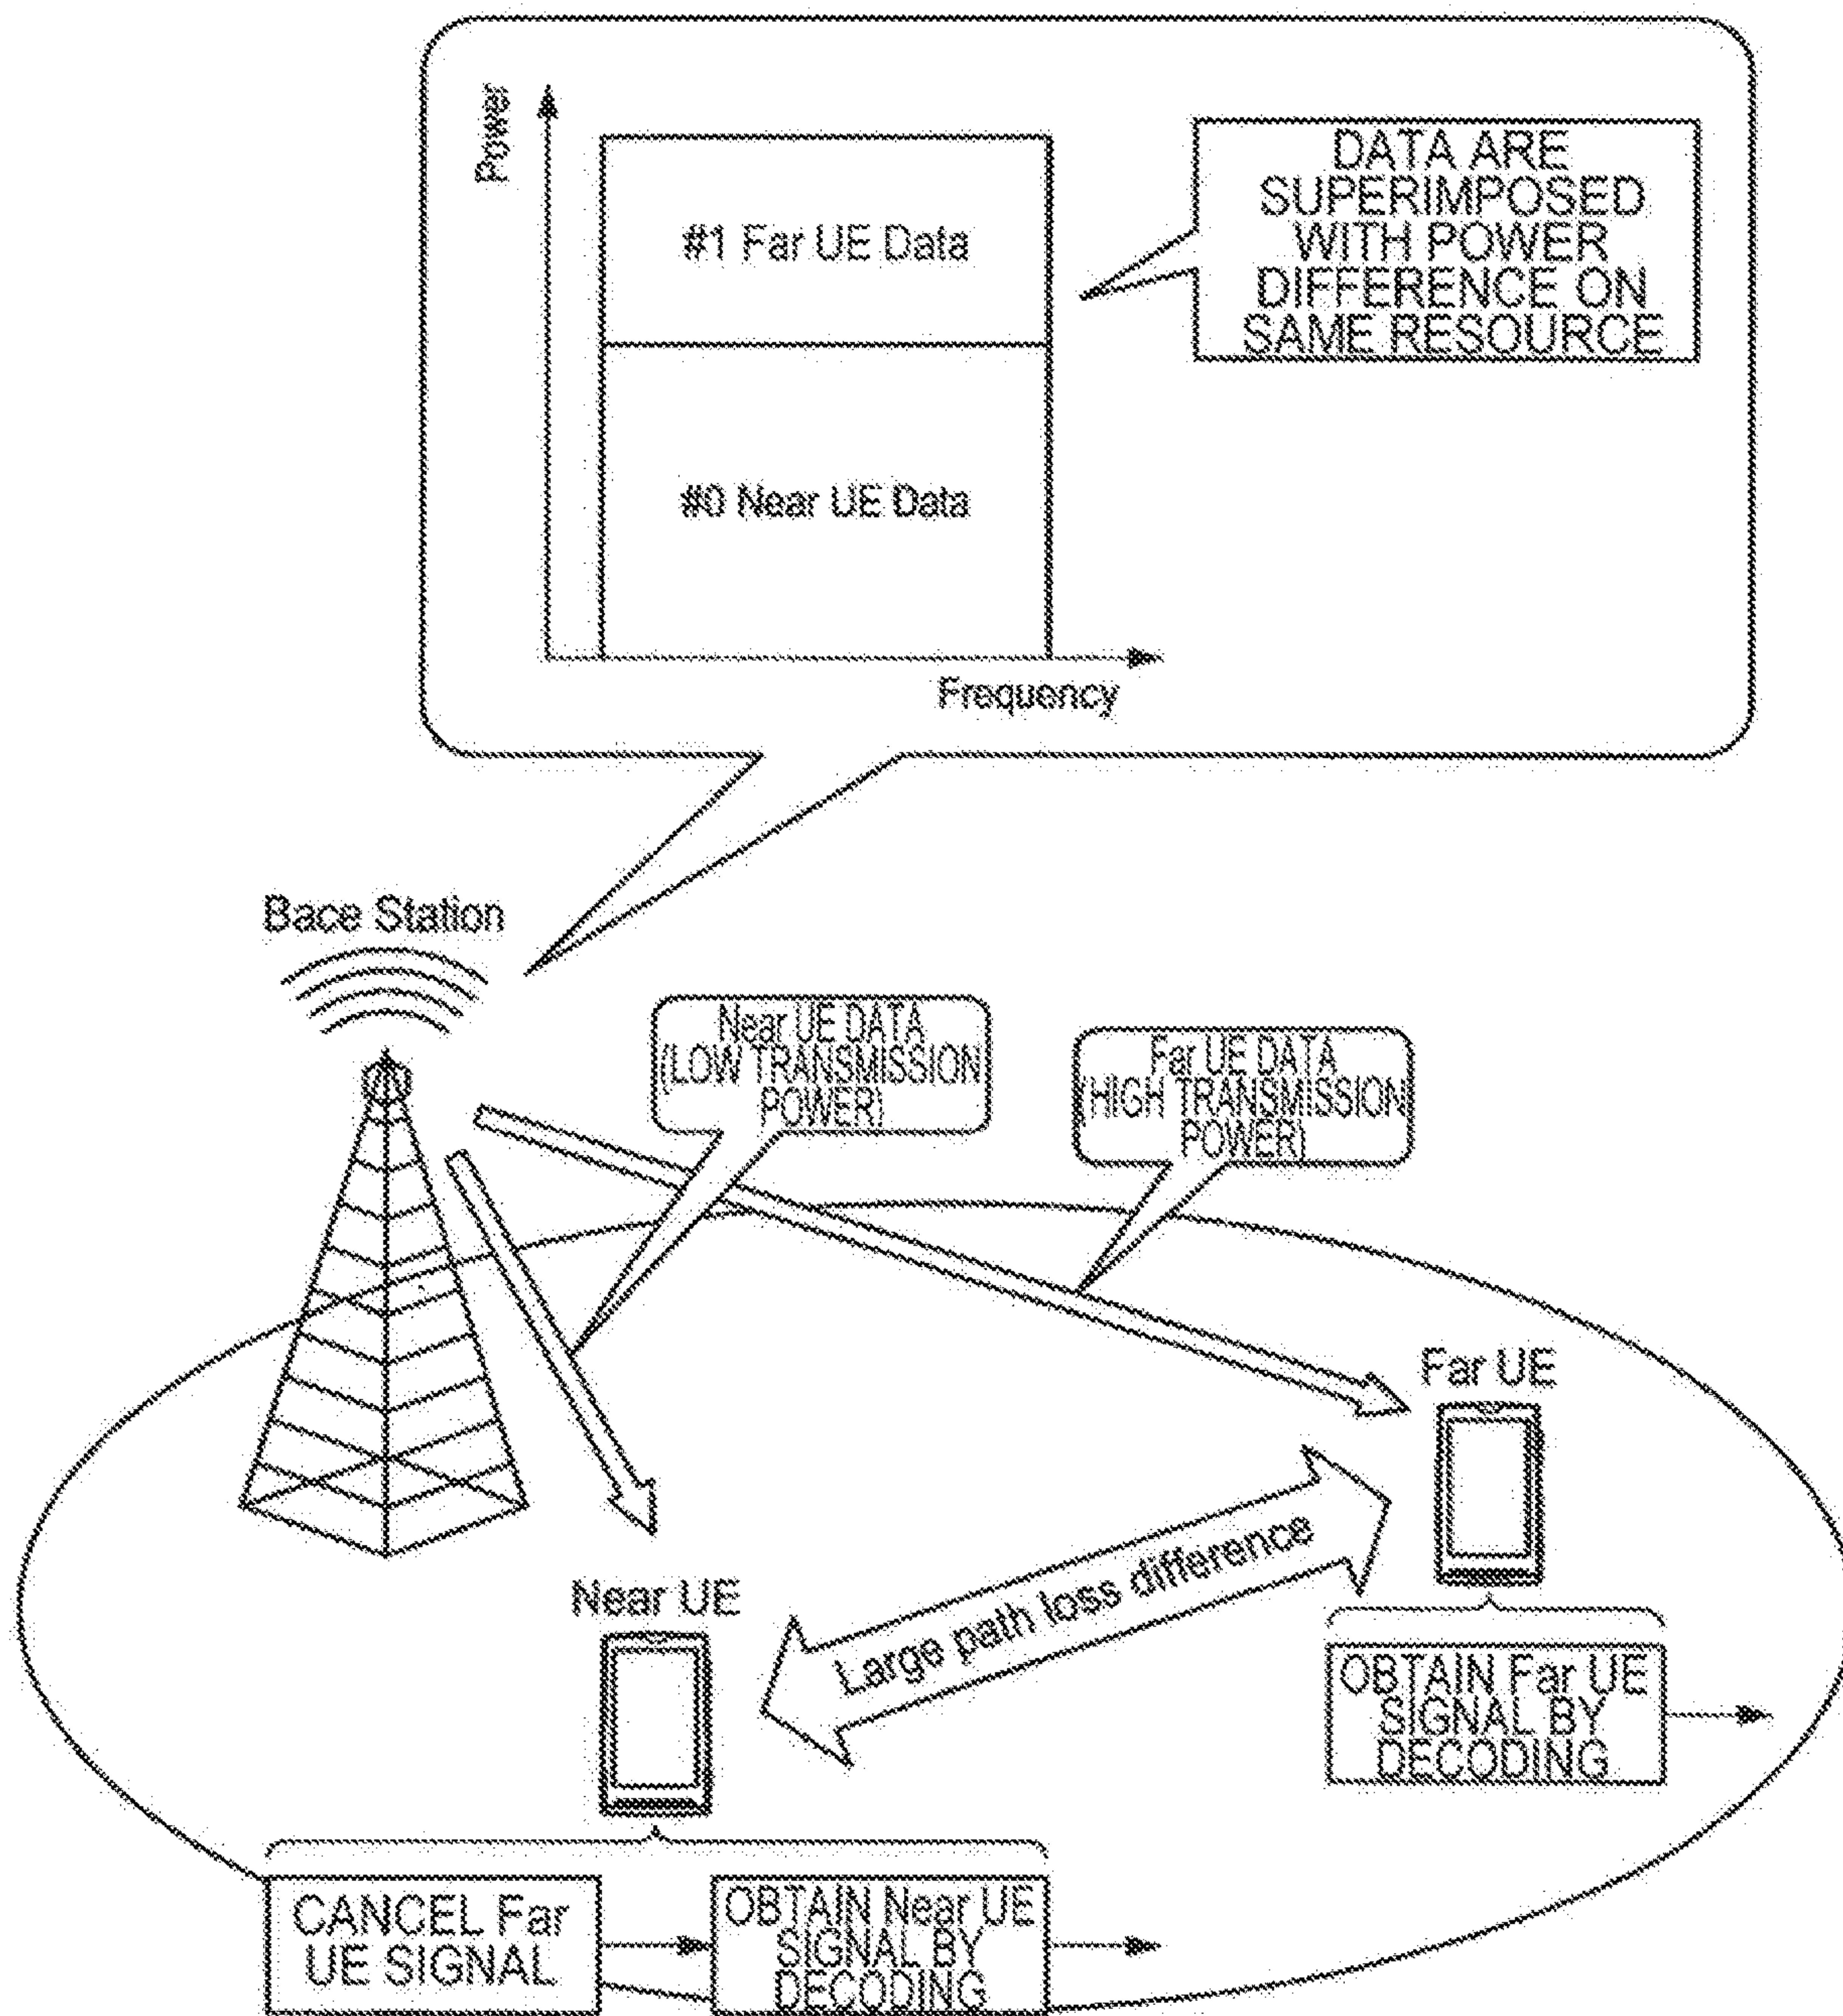 Power
#1 Far UE Data
#0 Near UE Data
Frequency
DATA ARE
SUPERIMPOSED
WITH POWER
DIFFERENCE ON
SAME RESOURCE
Bace Station
Near UE DATA
(LOW TRANSMISSION
POWER)
Far UE DATA
(HIGH TRANSMISSION
POWER)
Far UE
Large path loss difference
Near UE
OBTAIN Far UE
SIGNAL BY
DECODING
CANCEL Far
UE SIGNAL
OBTAIN Near UE
SIGNAL BY
DECODING